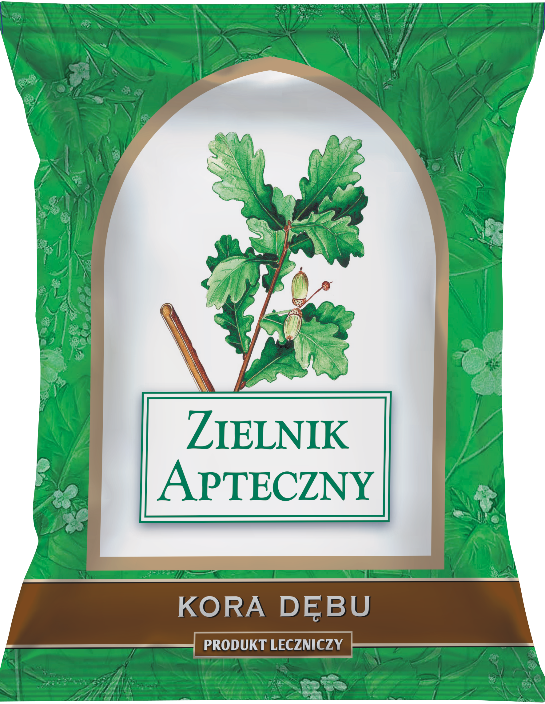 ZIELNIK
APTECZNY
KORA DĘBU
PRODUKT LECZNICZY